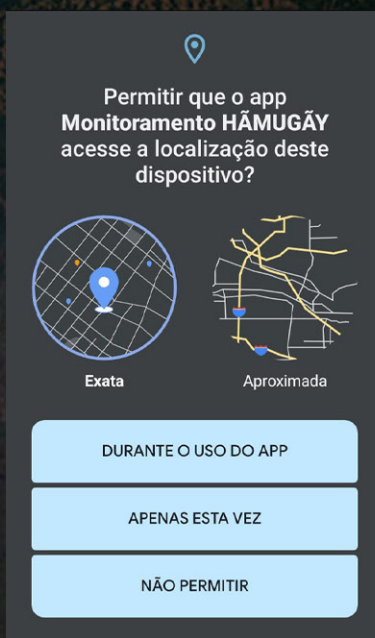 Permitir que o app
Monitoramento HÃMUGÃY
acesse a localização deste
dispositivo?
Exata
Aproximada
DURANTE O USO DO APP
APENAS ESTA VEZ
NÃO PERMITIR